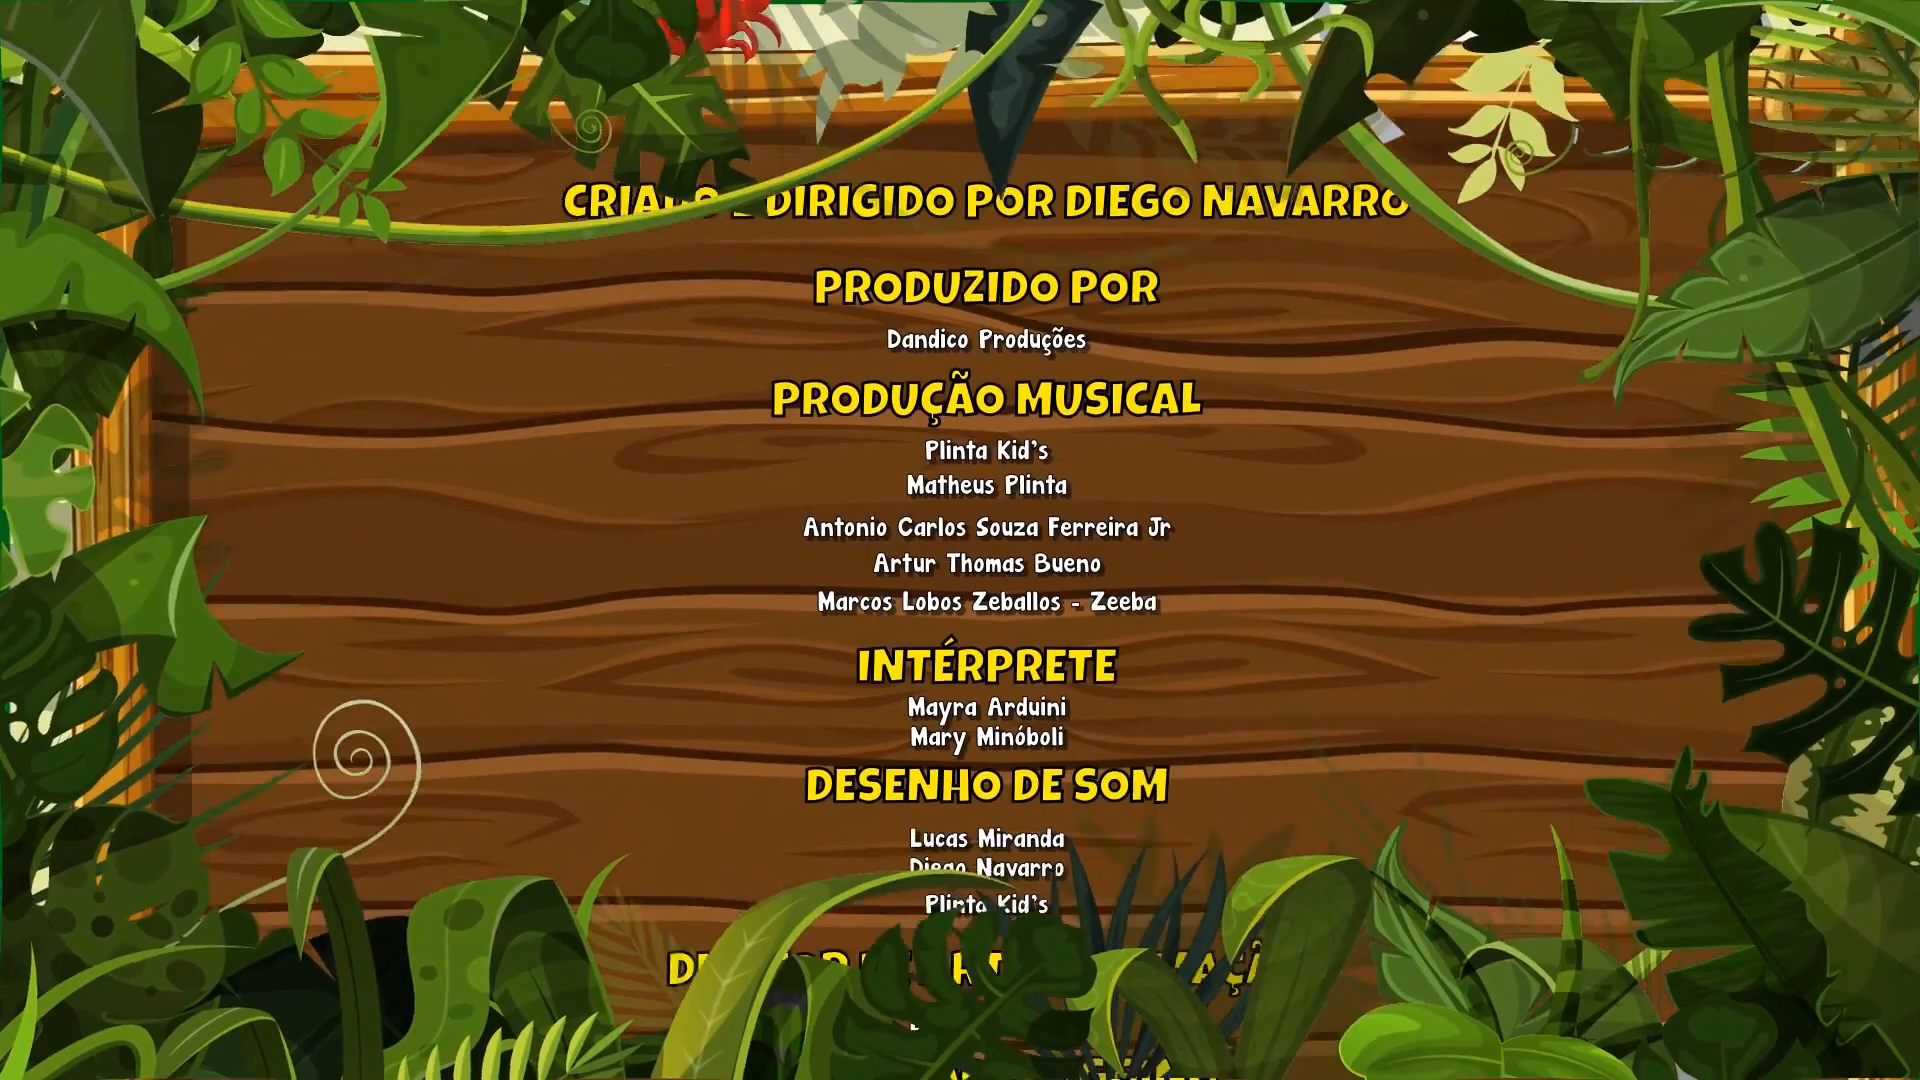 CRIADO E DIRIGIDO POR DIEGO NAVARRO
PRODUZIDO POR
Dandico Produções
PRODUÇÃO MUSICAL
Plinta Kid's
Matheus Plinta
Antonio Carlos Souza Ferreira Jr
Artur Thomas Bueno
Marcos Lobos Zeballos - Zeeba
INTÉRPRETE
Mayra Arduini
Mary Minóboli
DESENHO DE SOM
Lucas Miranda
Diego Navarro
Plinta Kid's